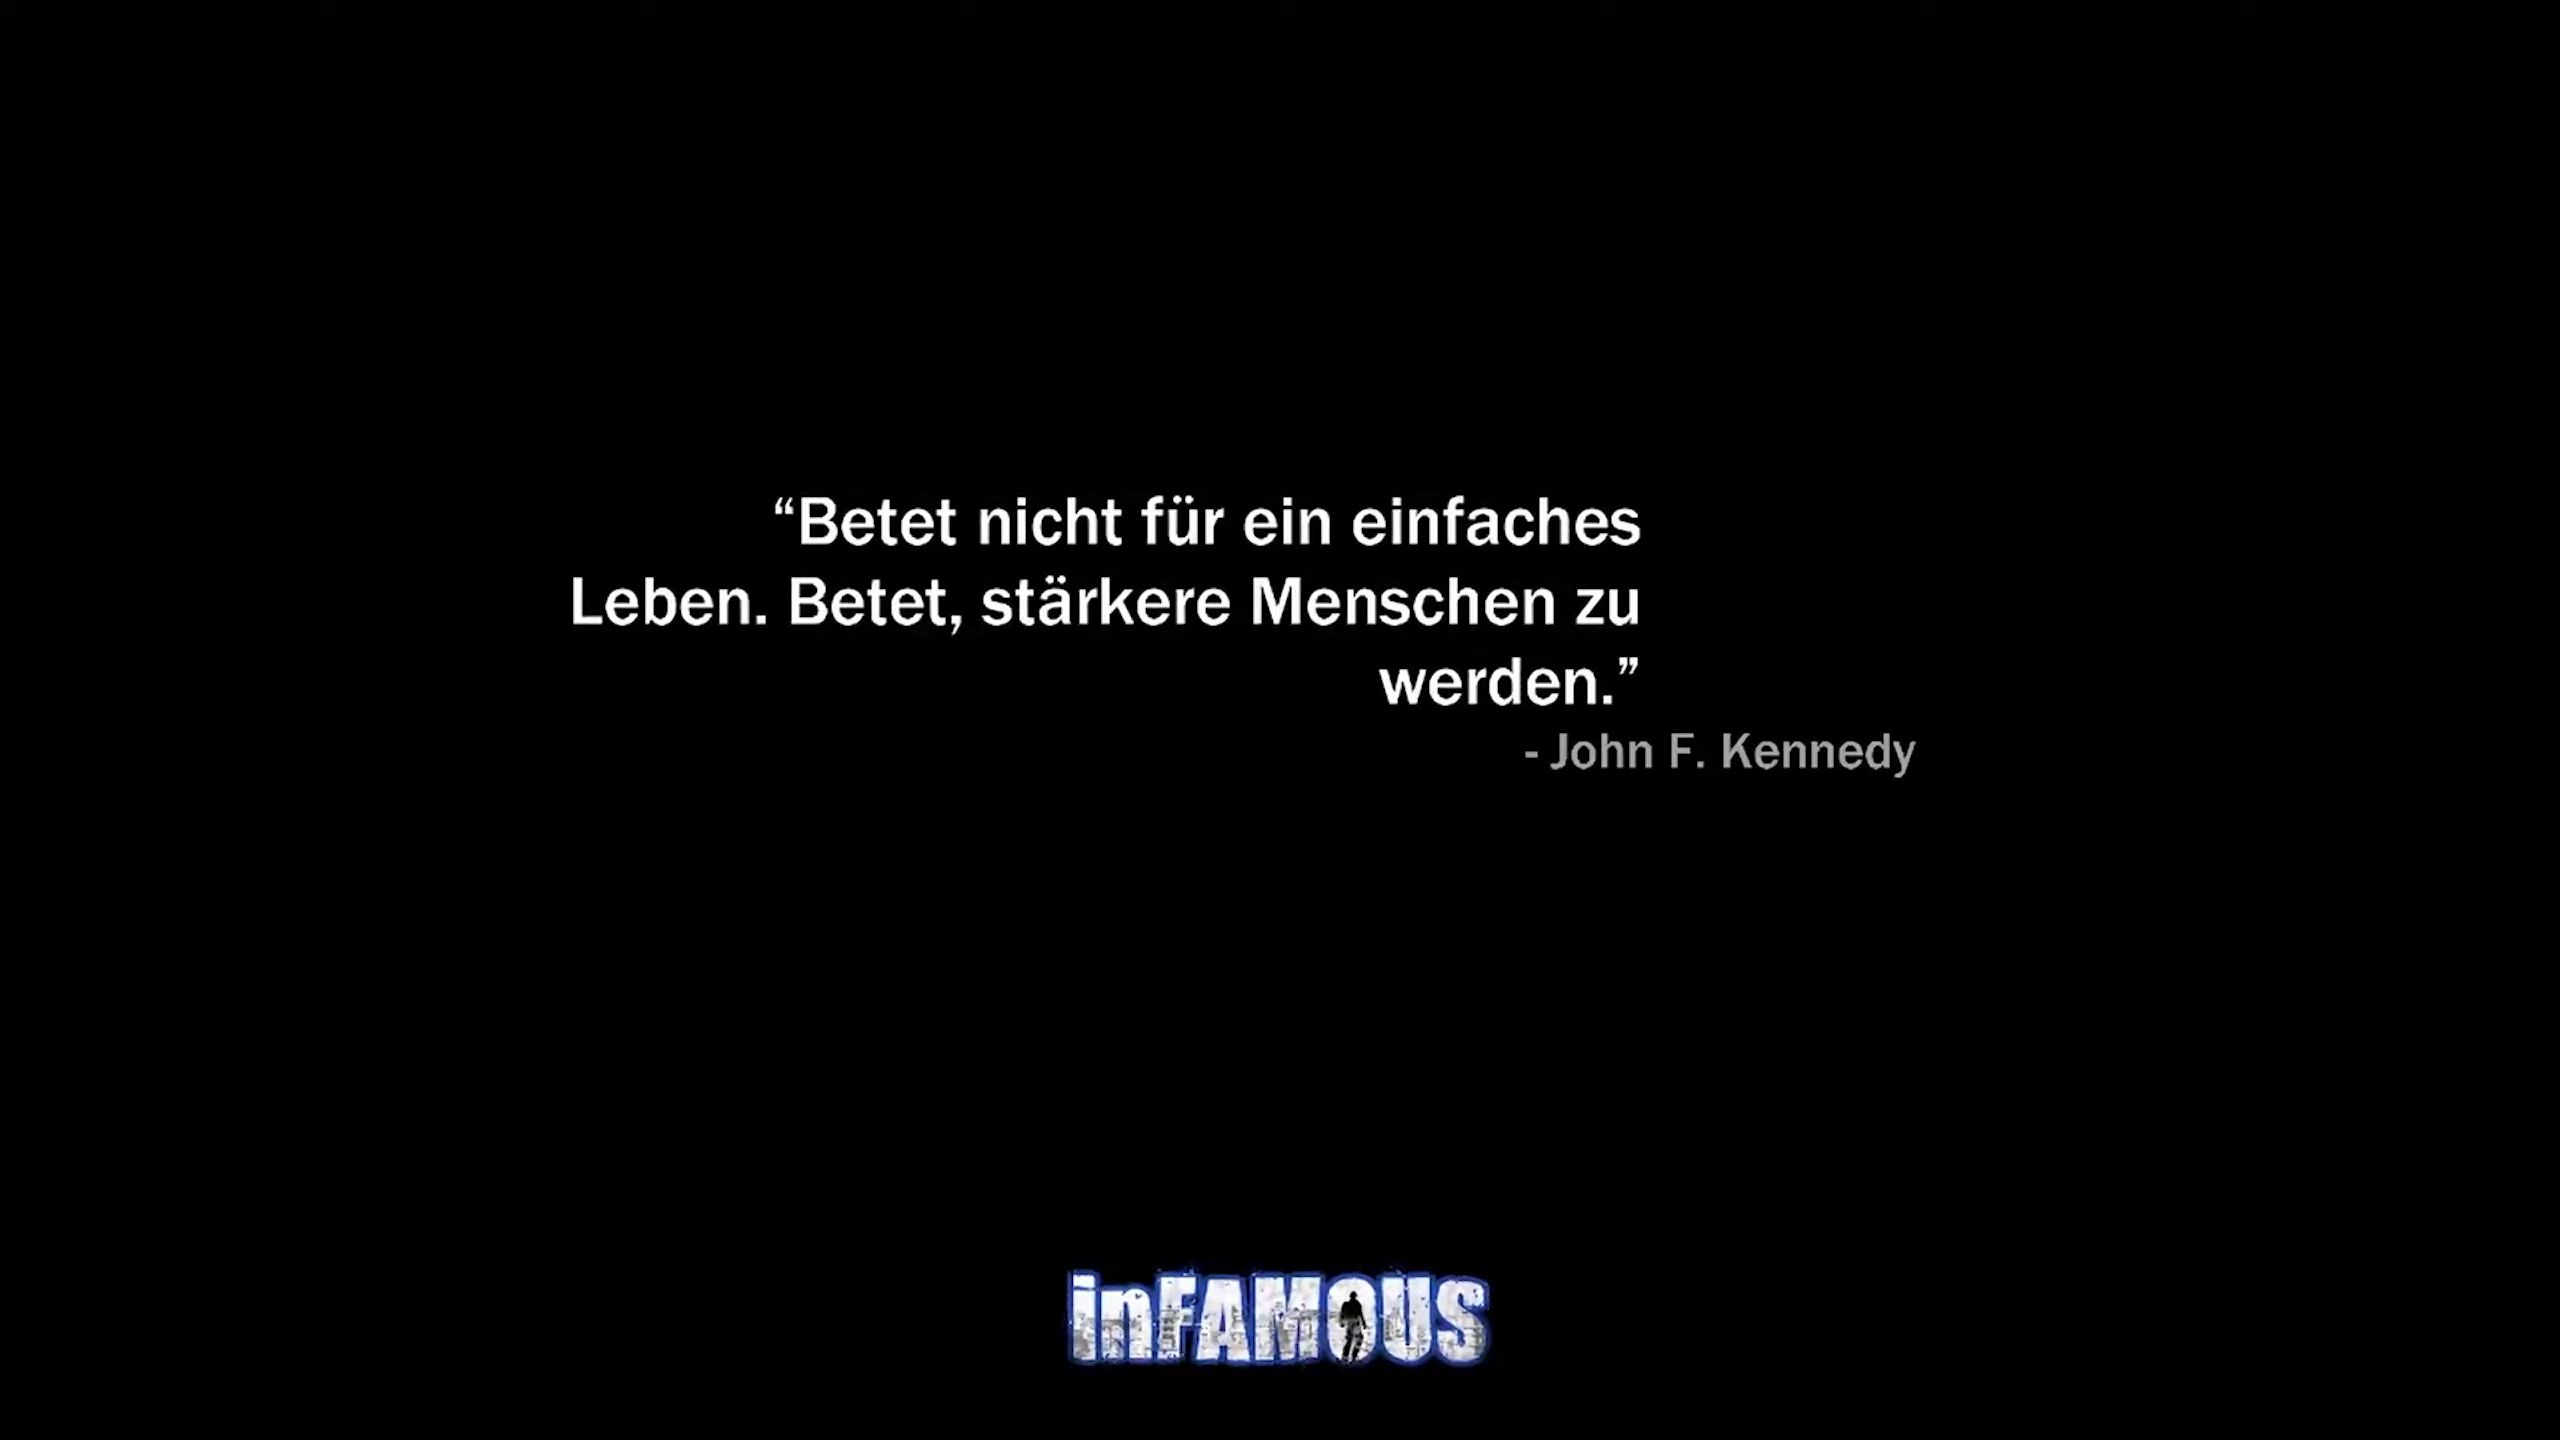 “Betet nicht für ein einfaches
Leben. Betet, stärkere Menschen zu
werden.”
- John F. Kennedy
inFAMOUS